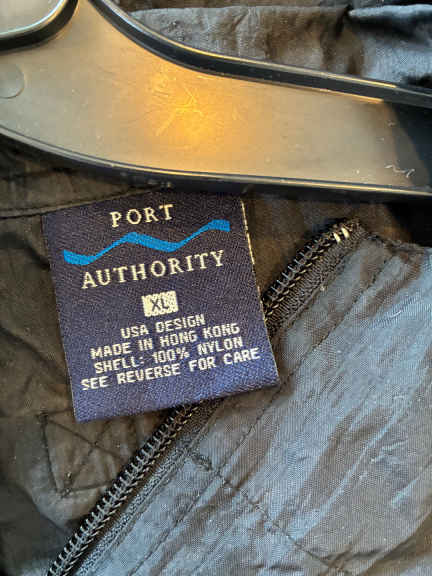 PORT
AUTHORITY
XL
USA DESIGN
MADE IN HONG KONG
SHELL: 100% NYLON
SEE REVERSE FOR CARE